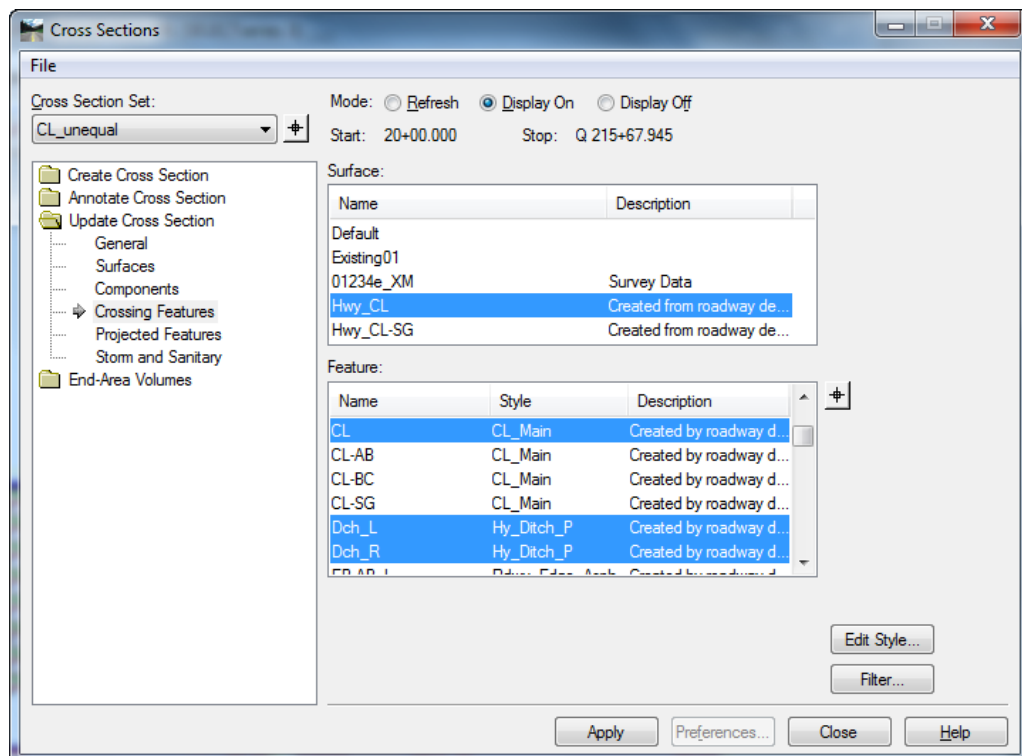 Cross Sections
File
Cross Section Set:
CL_unequal
Mode: Refresh Display On Display Off
Start: 20+00.000 Stop: Q 215+67.945
Create Cross Section
Annotate Cross Section
Update Cross Section
General
Surfaces
Components
Crossing Features
Projected Features
Storm and Sanitary
End-Area Volumes
Surface:
Name Description
Default
Existing01
01234e_XM Survey Data
Hwy_CL Created from roadway de...
Hwy_CL-SG Created from roadway de...
Feature:
Name Style Description
CL CL_Main Created by roadway d...
CL-AB CL_Main Created by roadway d...
CL-BC CL_Main Created by roadway d...
CL-SG CL_Main Created by roadway d...
Dch_L Hy_Ditch_P Created by roadway d...
Dch_R Hy_Ditch_P Created by roadway d...
Edit Style...
Filter...
Apply Preferences... Close Help